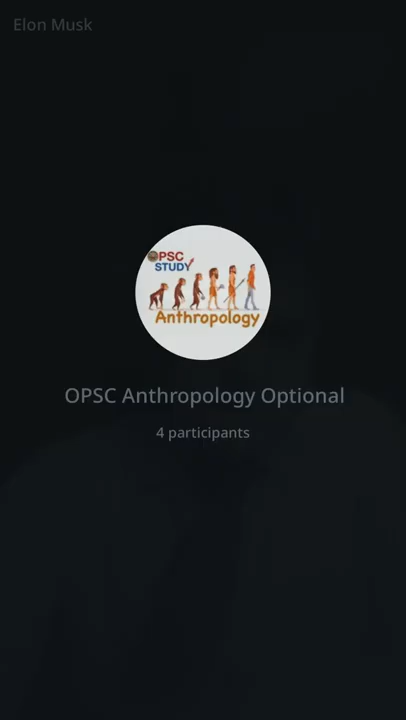 Elon Musk
OPSC
STUDY
Anthropology
OPSC Anthropology Optional
4 participants